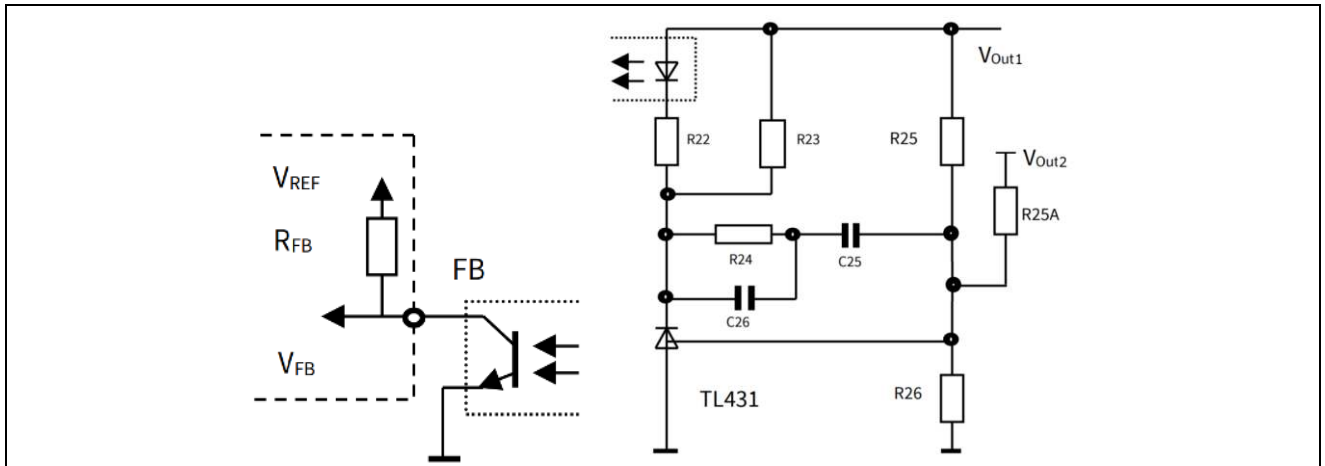 VOut1
R22
R23
R25
VOut2
VREF
R25A
RFB
R24
C25
FB
C26
VFB
TL431
R26